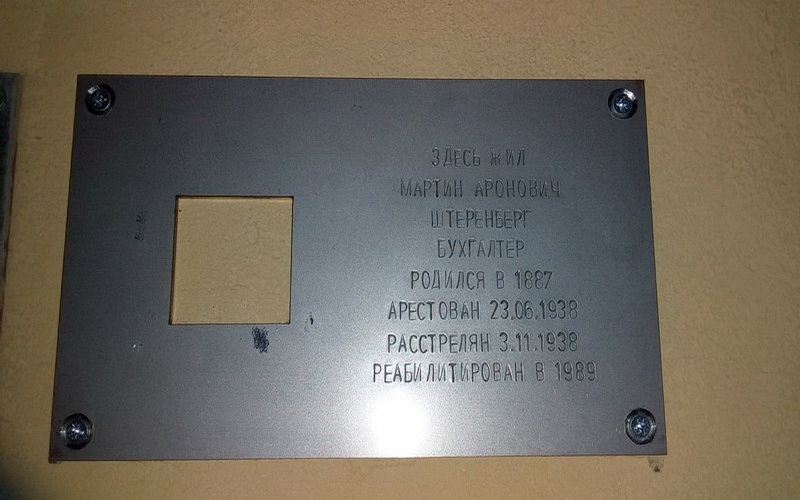 ЗДЕСЬ ЖИЛ
МАРТИН АРОНОВИЧ
ШТЕРЕНБЕРГ
БУХГАЛТЕР
РОДИЛСЯ В 1887
АРЕСТОВАН 23.06.1938
РАССТРЕЛЯН 3.11.1938
РЕАБИЛИТИРОВАН В 1989